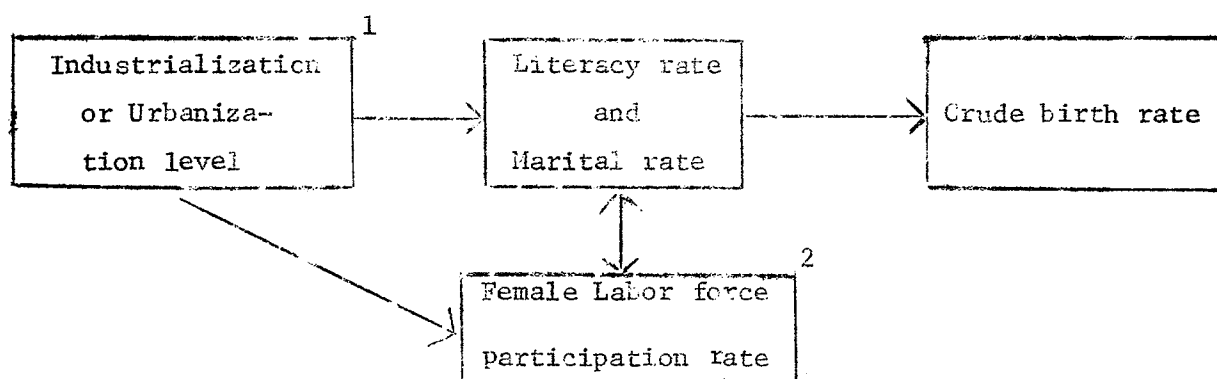 1
Industrialization
or Urbaniza-
tion level
Literacy rate
and
Marital rate
Crude birth rate
2
Female Labor force
participation rate